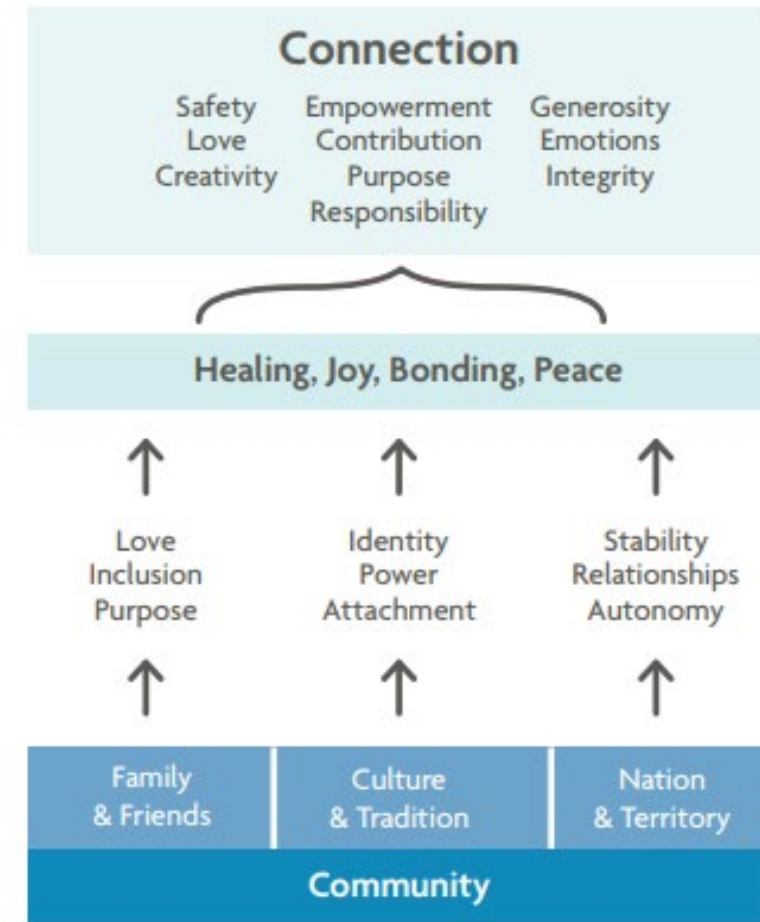 Connection
Safety
Love
Creativity
Empowerment
Contribution
Purpose
Responsibility
Generosity
Emotions
Integrity
Healing, Joy, Bonding, Peace
Love
Inclusion
Purpose
Identity
Power
Attachment
Stability
Relationships
Autonomy
Family
& Friends
Culture
& Tradition
Nation
& Territory
Community